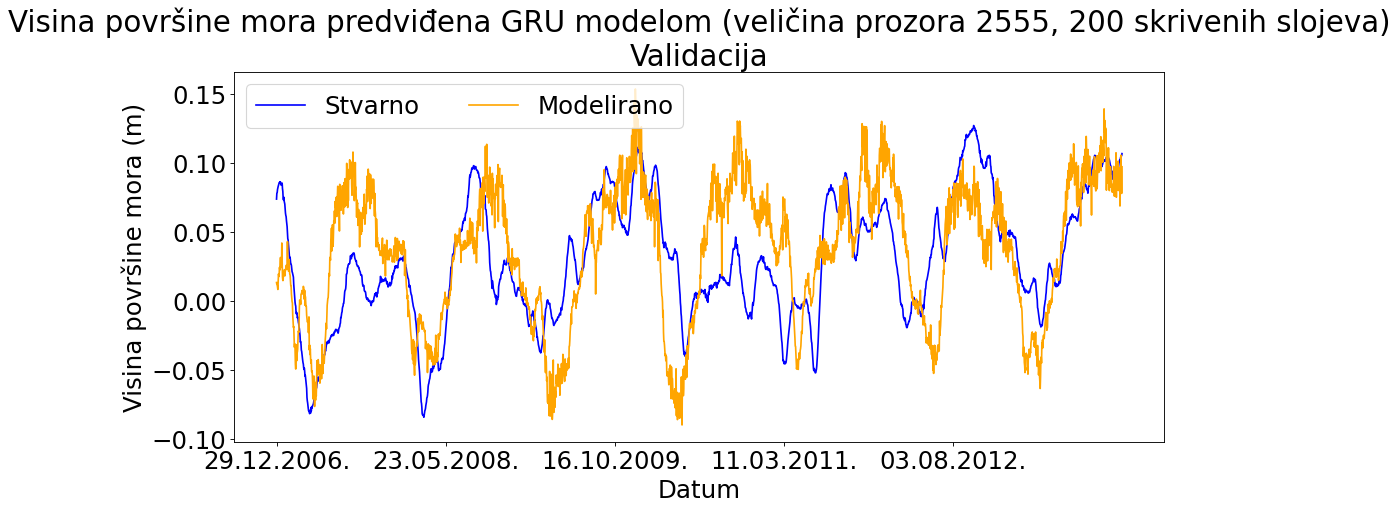 Visina površine mora predviđena GRU modelom (veličina prozora 2555, 200 skrivenih slojeva)
Validacija
Stvarno
Modelirano
Visina površine mora (m)
0.15
0.10
0.05
0.00
−0.05
−0.10
29.12.2006.
23.05.2008.
16.10.2009.
11.03.2011.
03.08.2012.
Datum